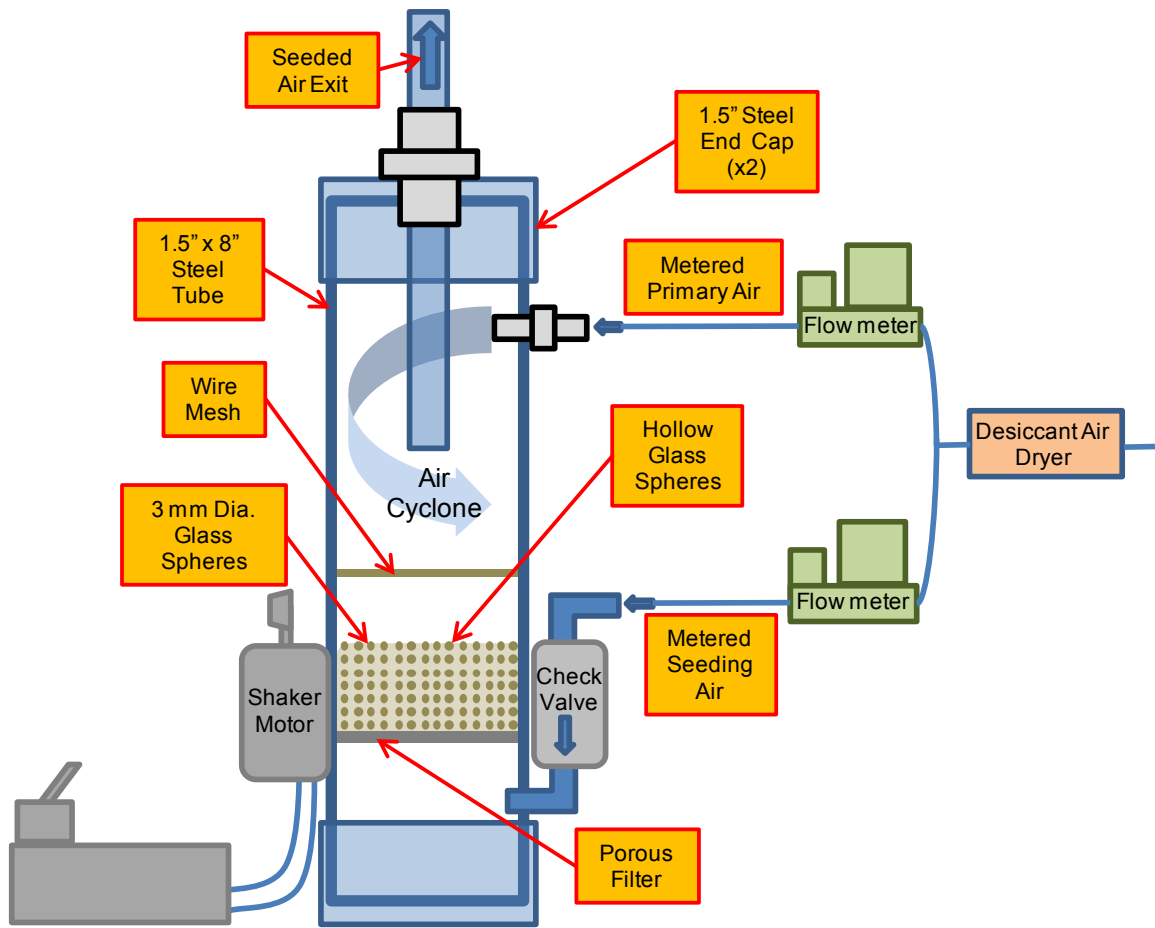 Seeded
Air Exit
1.5” Steel
End Cap
(x2)
1.5” x 8”
Steel
Tube
Metered
Primary Air
Flow meter
Wire
Mesh
Hollow
Glass
Spheres
Desiccant Air
Dryer
Air
Cyclone
3 mm Dia.
Glass
Spheres
Flow meter
Metered
Seeding
Air
Check
Valve
Shaker
Motor
Porous
Filter